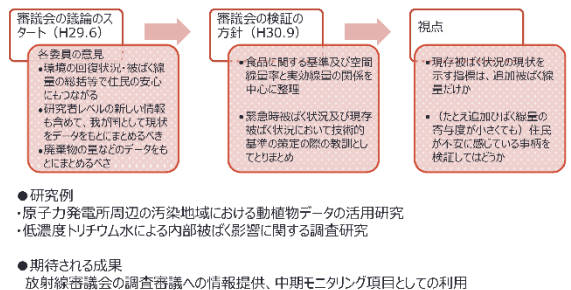 審議会の議論のス
タート（H29.6）
各委員の意見
●環境の回復状況・被ばく線
量の総括等で住民の安心
にもつながる
●研究者レベルの新しい情報
も含めて、我が国として現状
をデータをもとにまとめるべき
●廃棄物の量などのデータをも
とにまとめるべき
審議会の検証の
方針（H30.9）
●食品に関する基準及び空間
線量率と実効線量の関係を
中心に整理
●緊急時被ばく状況及び現存
被ばく状況において技術的
基準の策定の際の教訓とし
てとりまとめ
視点
●現存被ばく状況の現状を
示す指標は、追加被ばく線
量だけか
●（たとえ追加ひばく線量の
寄与度が小さくても）住民
が不安に感じている事柄を
検証してはどうか
●研究例
・原子力発電所周辺の汚染地域における動植物データの活用研究
・低濃度トリチウム水による内部被ばく影響に関する調査研究
●期待される成果
放射線審議会の調査審議への情報提供、中期モニタリング項目としての利用